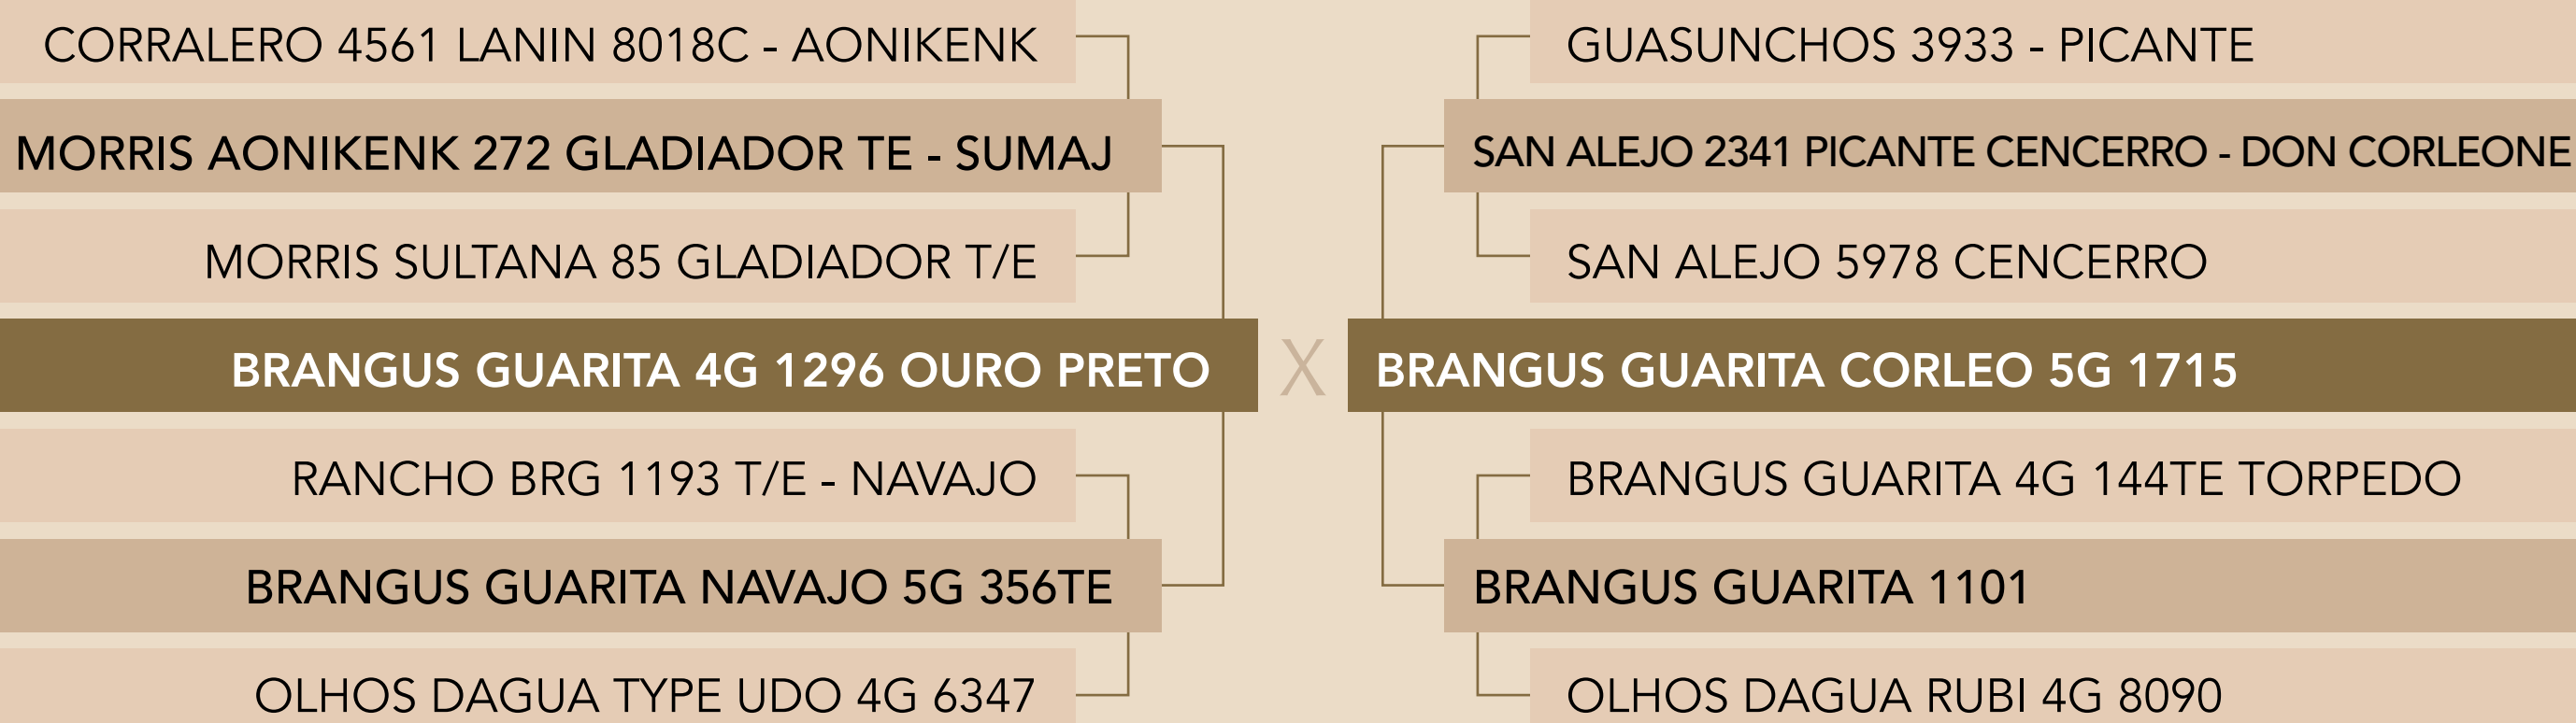 CORRALERO 4561 LANIN 8018C - AONIKENK
MORRIS AONIKENK 272 GLADIADOR TE - SUMAJ
MORRIS SULTANA 85 GLADIADOR T/E
BRANGUS GUARITA 4G 1296 OURO PRETO
RANCHO BRG 1193 T/E - NAVAJO
BRANGUS GUARITA NAVAJO 5G 356TE
OLHOS DAGUA TYPE UDO 4G 6347
X
GUASUNCHOS 3933 - PICANTE
SAN ALEJO 2341 PICANTE CENCERRO - DON CORLEONE
SAN ALEJO 5978 CENCERRO
BRANGUS GUARITA CORLEO 5G 1715
BRANGUS GUARITA 4G 144TE TORPEDO
BRANGUS GUARITA 1101
OLHOS DAGUA RUBI 4G 8090